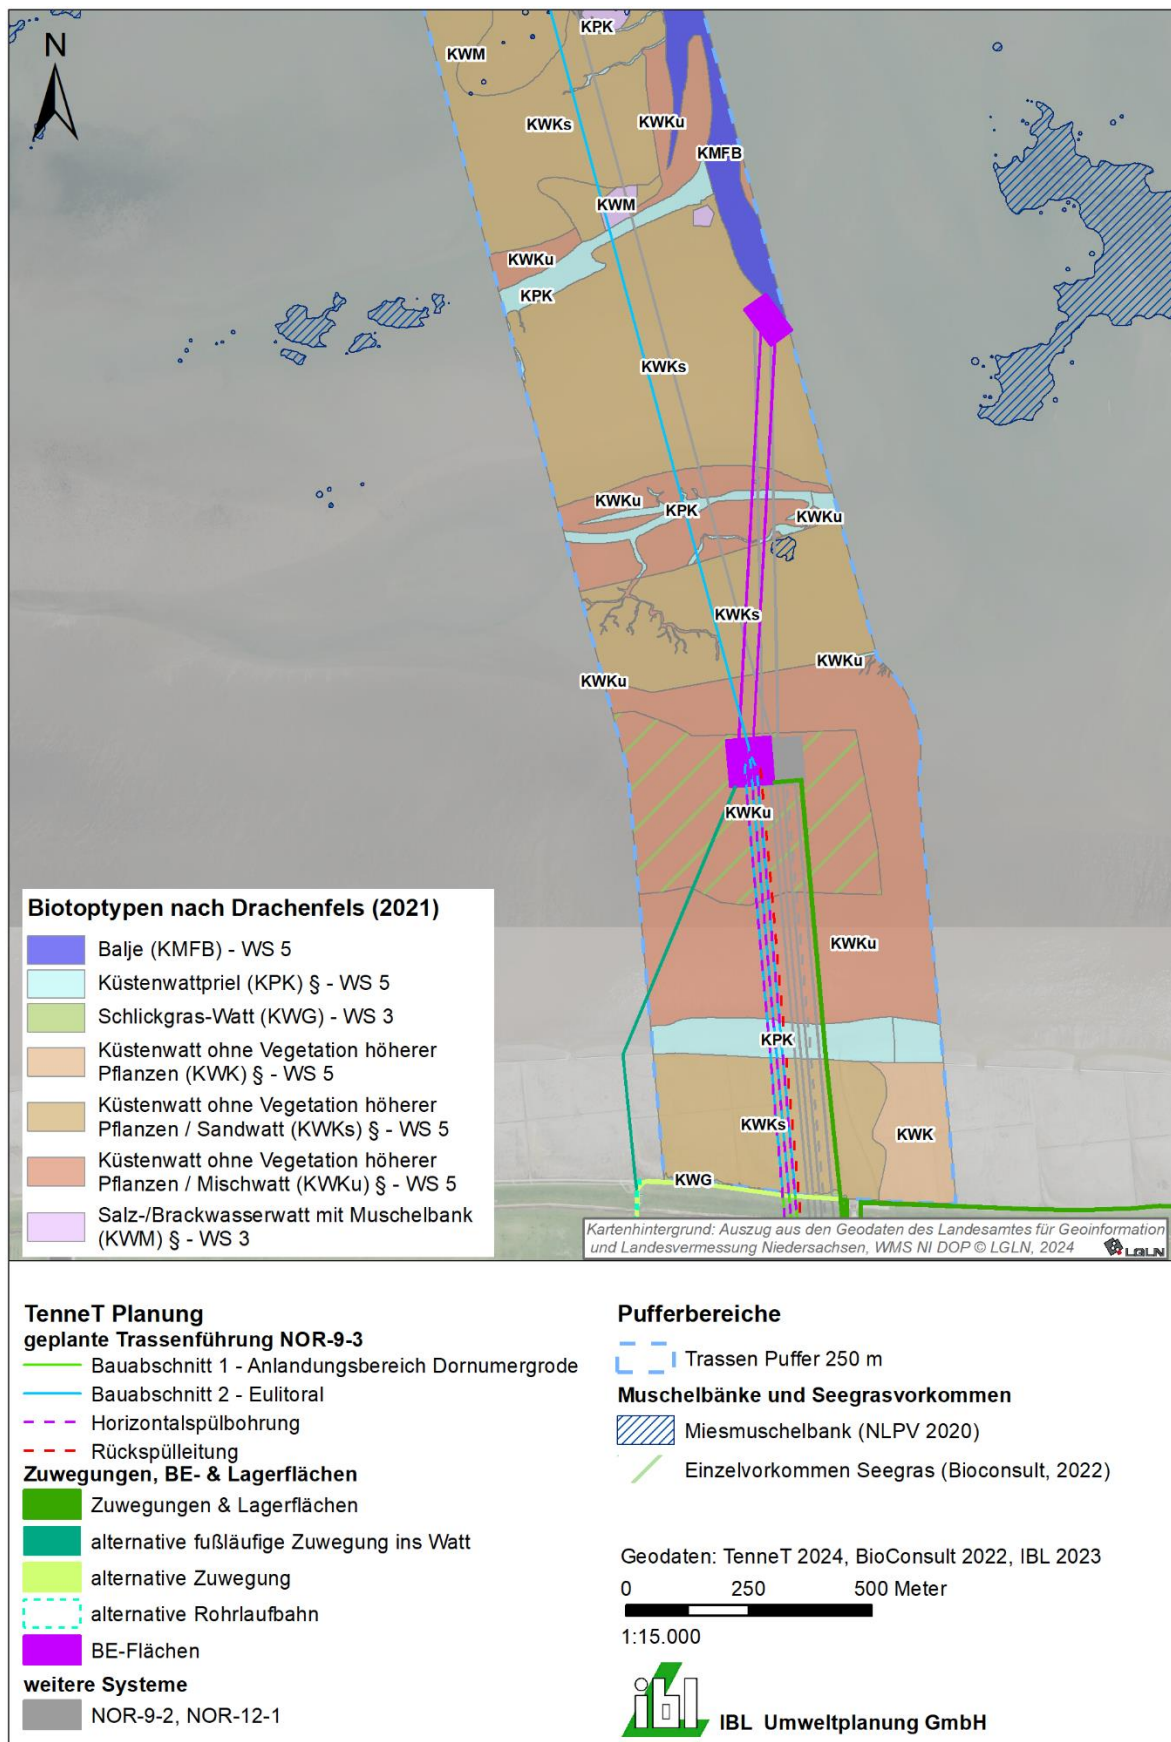 N
KPK
KWM
KWKs
KWKu
KMFB
KWM
KWKu
KPK
KWKs
KWKu
KPK
KWKu
KWKs
KWKu
KWKu
KWKu
KWKu
KPK
KWKs
KWK
KWG
Biotoptypen nach Drachenfels (2021)
Balje (KMFB) - WS 5
Küstenwattpriel (KPK) § - WS 5
Schlickgras-Watt (KWG) - WS 3
Küstenwatt ohne Vegetation höherer
Pflanzen (KWK) § - WS 5
Küstenwatt ohne Vegetation höherer
Pflanzen / Sandwatt (KWKs) § - WS 5
Küstenwatt ohne Vegetation höherer
Pflanzen / Mischwatt (KWKu) § - WS 5
Salz-/Brackwasserwatt mit Muschelbank
(KWM) § - WS 3
Kartenhintergrund: Auszug aus den Geodaten des Landesamtes für Geoinformation
und Landesvermessung Niedersachsen, WMS NI DOP © LGLN, 2024
LGLN
TenneT Planung
geplante Trassenführung NOR-9-3
Bauabschnitt 1 - Anlandungsbereich Dornumergrode
Bauabschnitt 2 - Eulitoral
Horizontalspülbohrung
Rückspülleitung
Zuwegungen, BE- & Lagerflächen
Zuwegungen & Lagerflächen
alternative fußläufige Zuwegung ins Watt
alternative Zuwegung
alternative Rohrlaufbahn
BE-Flächen
weitere Systeme
NOR-9-2, NOR-12-1
Pufferbereiche
Trassen Puffer 250 m
Muschelbänke und Seegrasvorkommen
Miesmuschelbank (NLPV 2020)
Einzelvorkommen Seegras (Bioconsult, 2022)
Geodaten: TenneT 2024, BioConsult 2022, IBL 2023
0 250 500 Meter
1:15.000
ibl IBL Umweltplanung GmbH